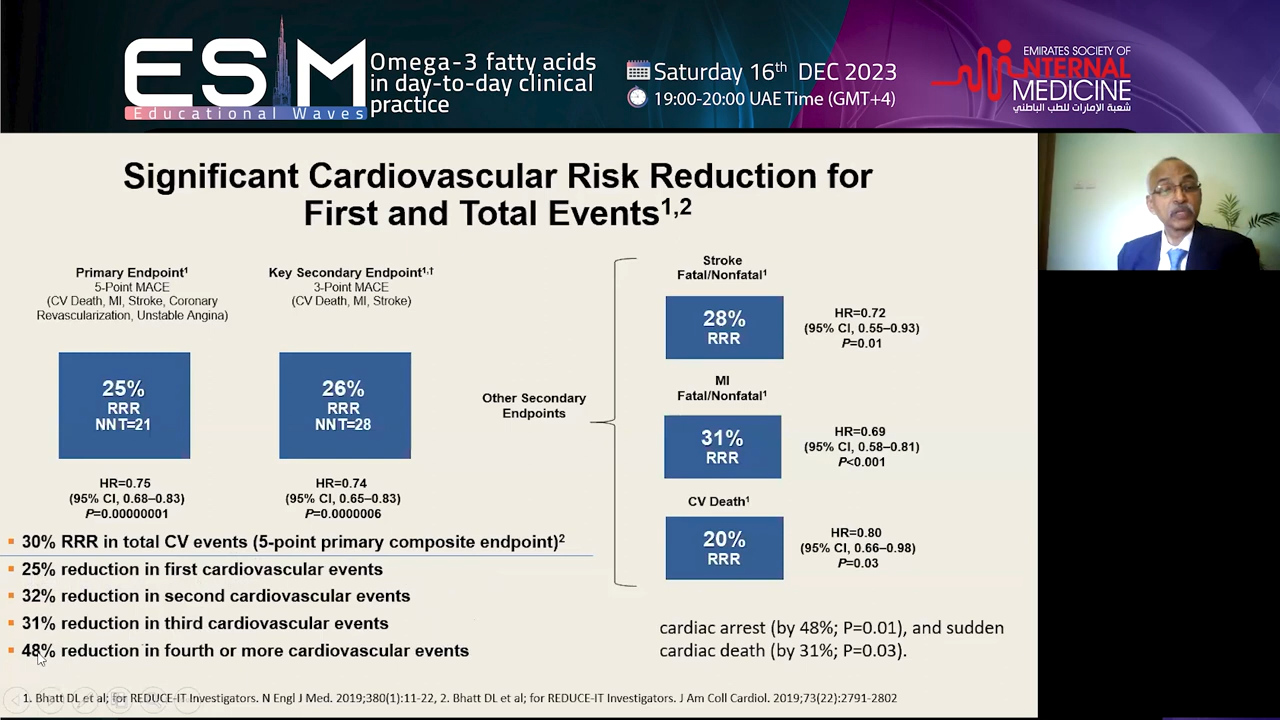 ESIM
Educational Waves
Omega-3 fatty acids
in day-to-day clinical
practice
Saturday 16th DEC 2023
19:00-20:00 UAE Time (GMT+4)
EMIRATES SOCIETY OF
INTERNAL
MEDICINE
شعبة الإمارات للطب الباطني
Significant Cardiovascular Risk Reduction for
First and Total Events1,2
Primary Endpoint1
5-Point MACE
(CV Death, MI, Stroke, Coronary
Revascularization, Unstable Angina)
25%
RRR
NNT=21
HR=0.75
(95% CI, 0.68–0.83)
P=0.00000001
Key Secondary Endpoint1,†
3-Point MACE
(CV Death, MI, Stroke)
26%
RRR
NNT=28
HR=0.74
(95% CI, 0.65–0.83)
P=0.0000006
Other Secondary
Endpoints
Stroke
Fatal/Nonfatal1
28%
RRR
HR=0.72
(95% CI, 0.55–0.93)
P=0.01
MI
Fatal/Nonfatal1
31%
RRR
HR=0.69
(95% CI, 0.58–0.81)
P<0.001
CV Death1
20%
RRR
HR=0.80
(95% CI, 0.66–0.98)
P=0.03
▪ 30% RRR in total CV events (5-point primary composite endpoint)2
▪ 25% reduction in first cardiovascular events
▪ 32% reduction in second cardiovascular events
▪ 31% reduction in third cardiovascular events
▪ 48% reduction in fourth or more cardiovascular events
cardiac arrest (by 48%; P=0.01), and sudden
cardiac death (by 31%; P=0.03).
1. Bhatt DL et al; for REDUCE-IT Investigators. N Engl J Med. 2019;380(1):11-22, 2. Bhatt DL et al; for REDUCE-IT Investigators. J Am Coll Cardiol. 2019;73(22):2791-2802